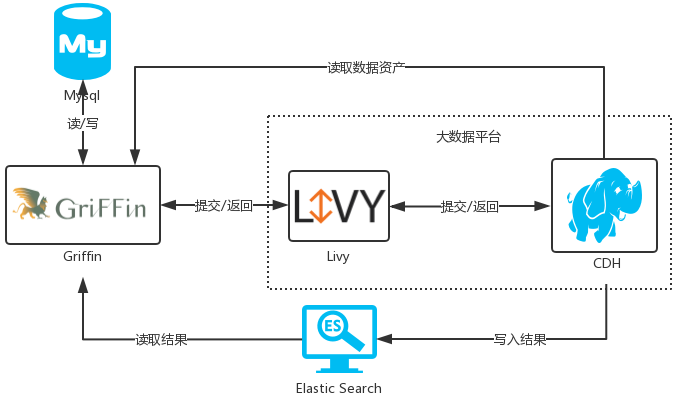 My
Mysql
读取数据资产
读/写
大数据平台
GriFFin
提交/返回
LIVY
提交/返回
Griffin
Livy
CDH
ES
读取结果
写入结果
Elastic Search